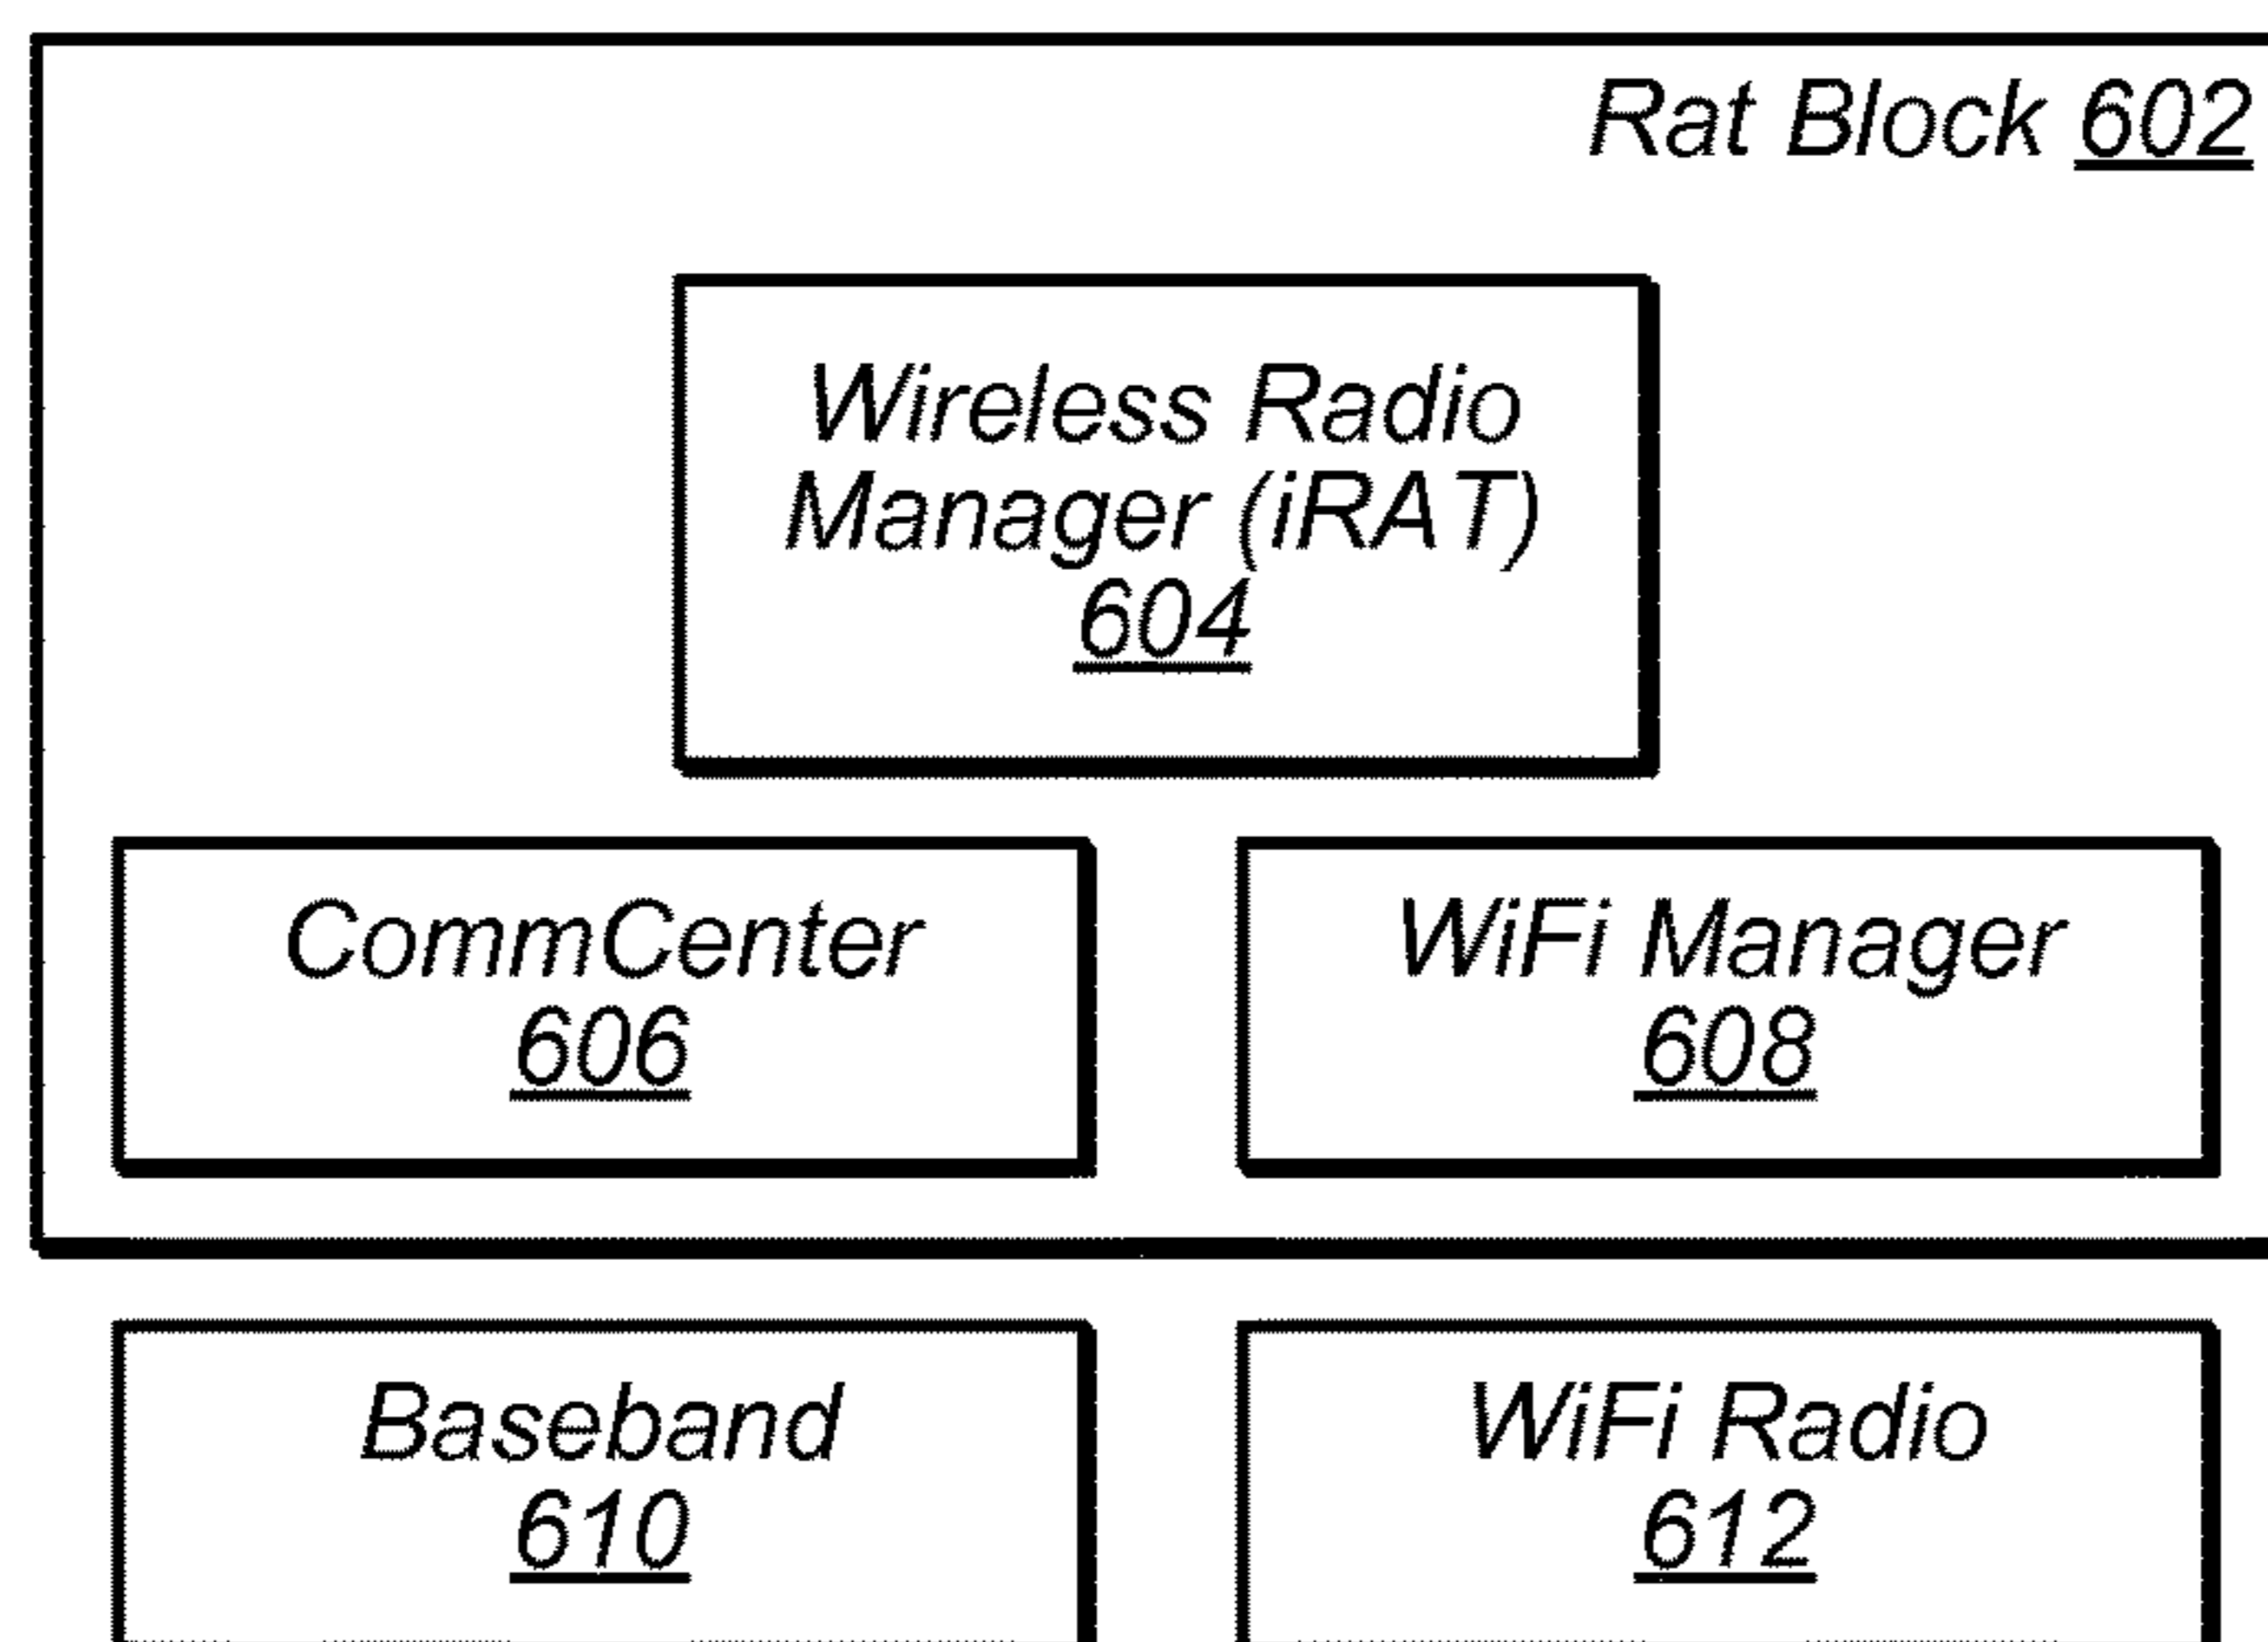 Rat Block 602
Wireless Radio
Manager (iRAT)
604
CommCenter
606
WiFi Manager
608
Baseband
610
WiFi Radio
612